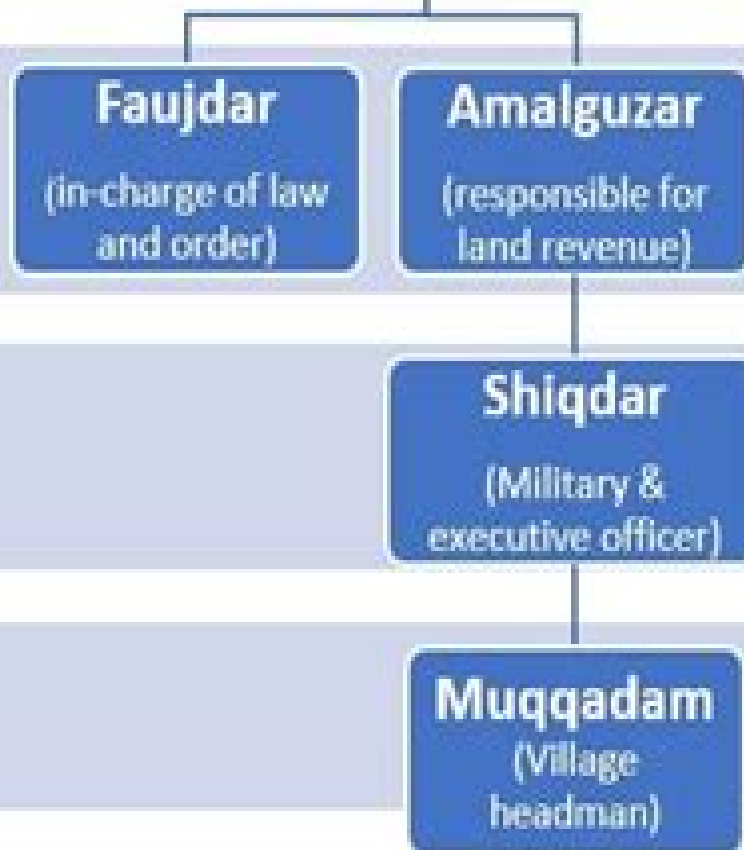 Faujdar
(in-charge of law
and order)
Amalguzar
(responsible for
land revenue)
Shiqdar
(Military &
executive officer)
Muqqadam
(Village
headman)